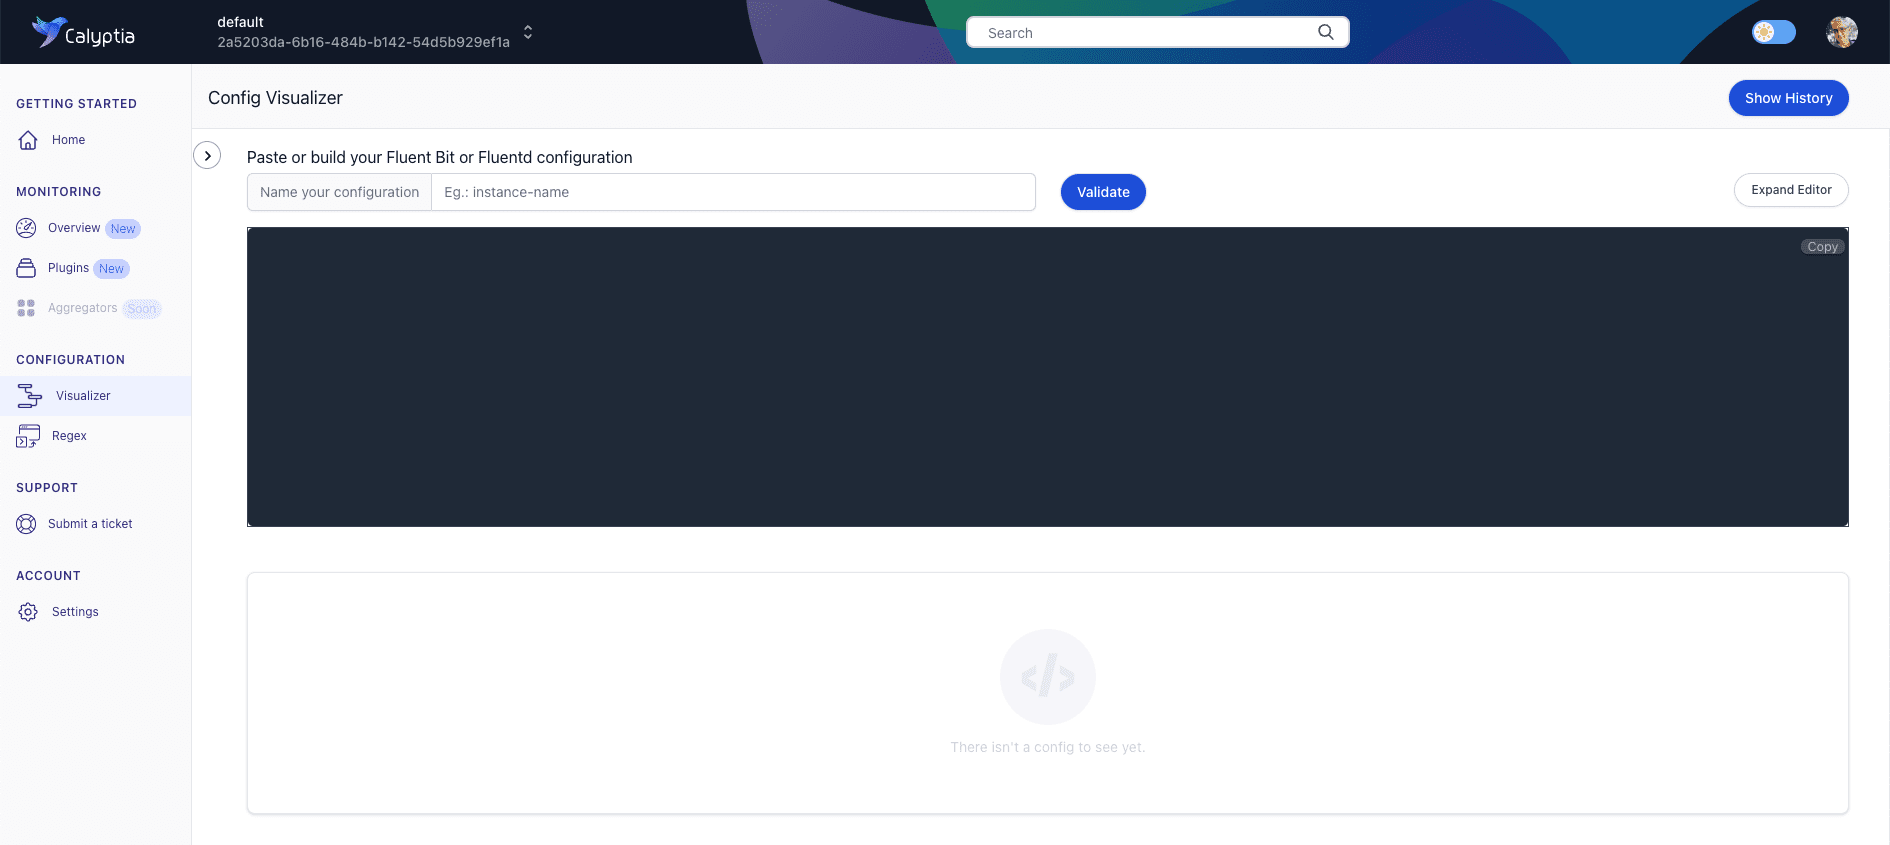 Calyptia
default
2a5203da-6b16-484b-b142-54d5b929ef1a
Search
GETTING STARTED
Home
MONITORING
Overview New
Plugins New
Aggregators Soon
CONFIGURATION
Visualizer
Regex
SUPPORT
Submit a ticket
ACCOUNT
Settings
Config Visualizer
Show History
Paste or build your Fluent Bit or Fluentd configuration
Name your configuration Eg.: instance-name Validate Expand Editor
Copy
</>
There isn't a config to see yet.